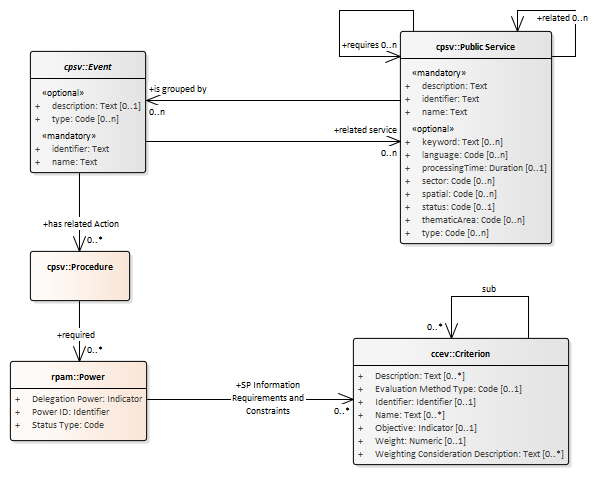 +related 0..n
+requires 0..n
cpsv::Public Service
«mandatory»
+ description: Text
+ identifier: Text
+ name: Text
«optional»
+ keyword: Text [0..n]
+ language: Code [0..n]
+ processingTime: Duration [0..1]
+ sector: Code [0..n]
+ spatial: Code [0..n]
+ status: Code [0..1]
+ thematicArea: Code [0..n]
+ type: Code [0..n]
cpsv::Event
«optional»
+ description: Text [0..1]
+ type: Code [0..n]
«mandatory»
+ identifier: Text
+ name: Text
+is grouped by
0..n
+related service
0..n
+has related Action
0..*
cpsv::Procedure
+required
0..*
rpam::Power
+ Delegation Power: Indicator
+ Power ID: Identifier
+ Status Type: Code
+SP Information
Requirements and
Constraints
0..*
sub
0..*
ccev::Criterion
+ Description: Text [0..*]
+ Evaluation Method Type: Code [0..1]
+ Identifier: Identifier [0..1]
+ Name: Text [0..*]
+ Objective: Indicator [0..1]
+ Weight: Numeric [0..1]
+ Weighting Consideration Description: Text [0..*]